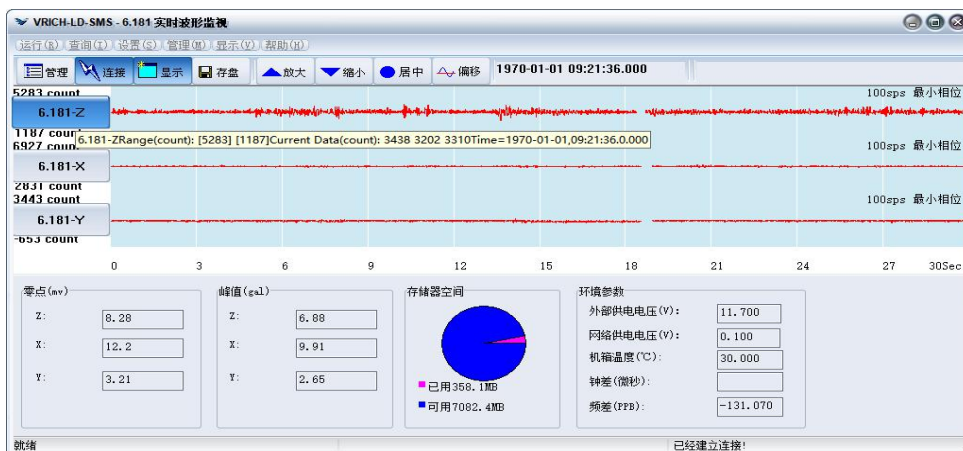 VRICH-LD-SMS - 6.181 实时波形监视
运行(R) 查询(I) 设置(S) 管理(M) 显示(V) 帮助(H)
管理 连接 显示 存盘 放大 缩小 居中 偏移 1970-01-01 09:21:36.000
5283 count 100sps 最小相位
6.181-Z
1187 count
6.181-ZRange(count): [5283] [1187]Current Data(count): 3438 3202 3310Time=1970-01-01,09:21:36.0.000
6927 count 100sps 最小相位
6.181-X
2831 count
3443 count 100sps 最小相位
6.181-Y
-653 count
0 3 6 9 12 15 18 21 24 27 30Sec
零点(mv) 峰值(gal) 存储器空间 环境参数
Z: 8.28 Z: 6.88 外部供电电压(V): 11.700
网络供电电压(V): 0.100
X: 12.2 X: 9.91 机箱温度(℃): 30.000
Y: 3.21 Y: 2.65 钟差(微秒):
已用358.1MB
可用7082.4MB 频差(PPB): -131.070
就绪 已经建立连接!